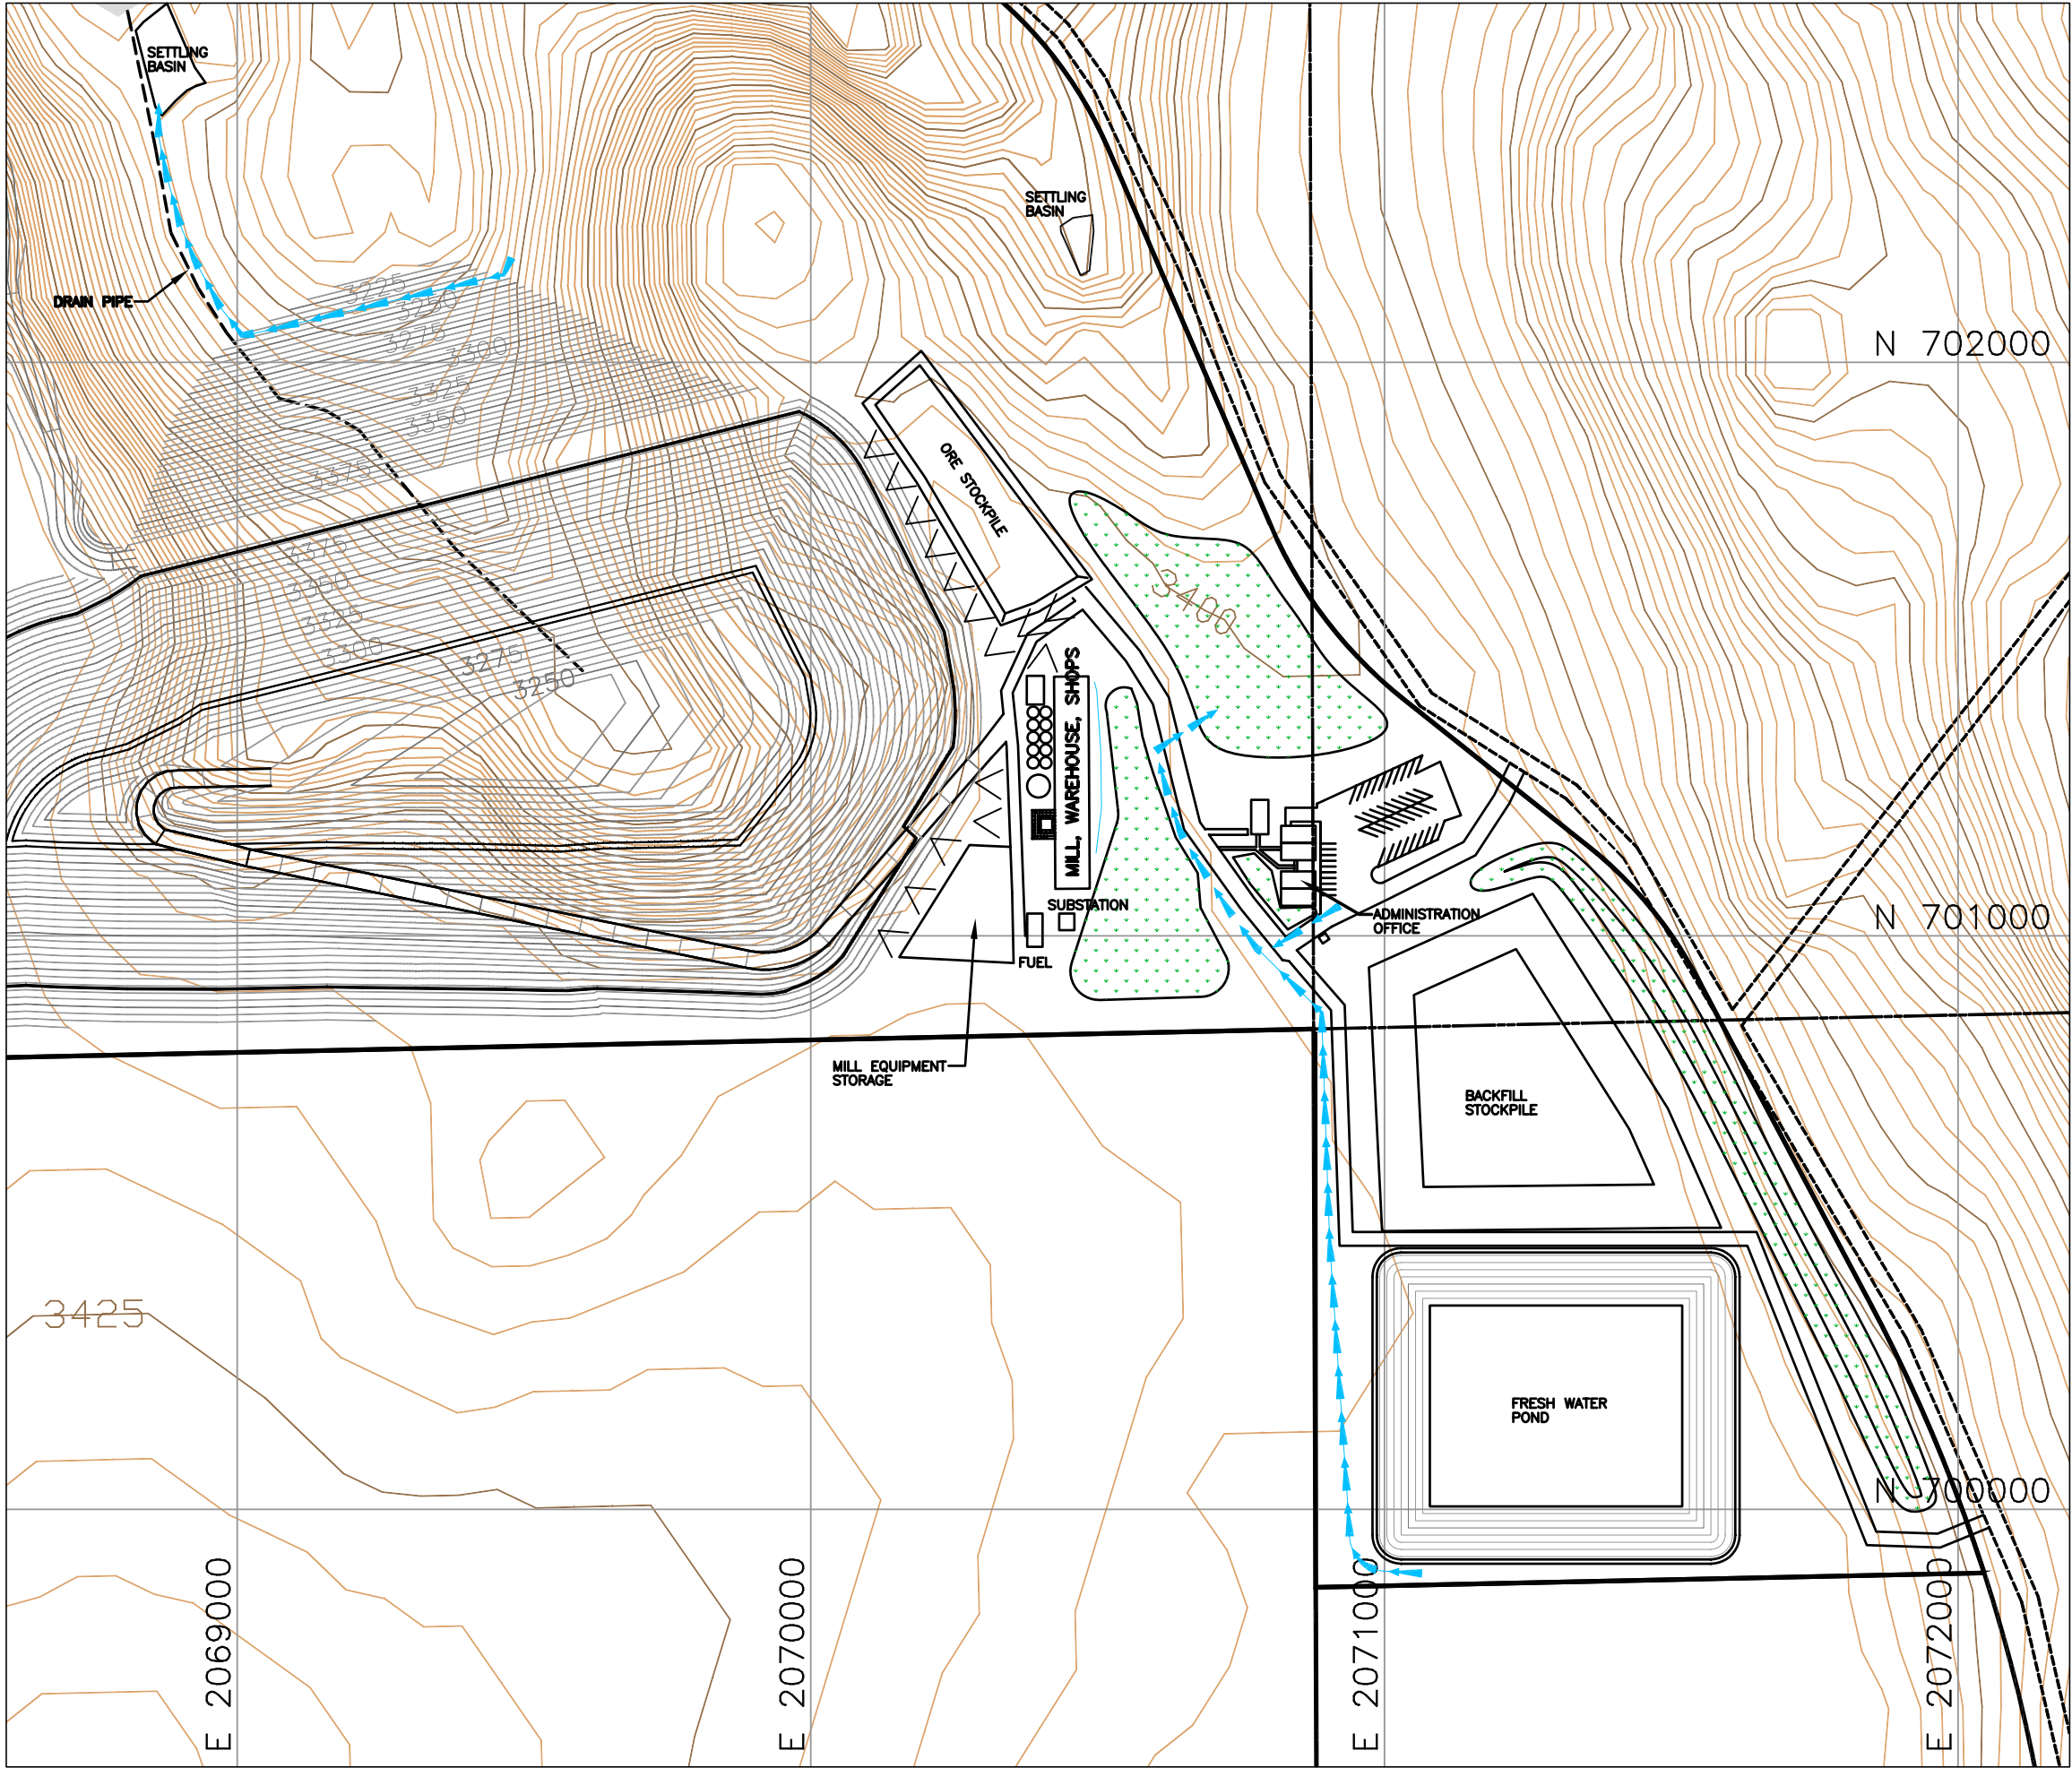 SETTLING
BASIN
SETTLING
BASIN
DRAIN PIPE
3225
3250
3275
3300
3325
3350
3375
N 702000
ORE STOCKPILE
3375
3350
3325
3300
3275
3250
3400
MILL, WAREHOUSE, SHOPS
SUBSTATION
FUEL
ADMINISTRATION
OFFICE
N 701000
MILL EQUIPMENT
STORAGE
BACKFILL
STOCKPILE
3425
FRESH WATER
POND
N 700000
E 2069000
E 2070000
E 2071000
E 2072000